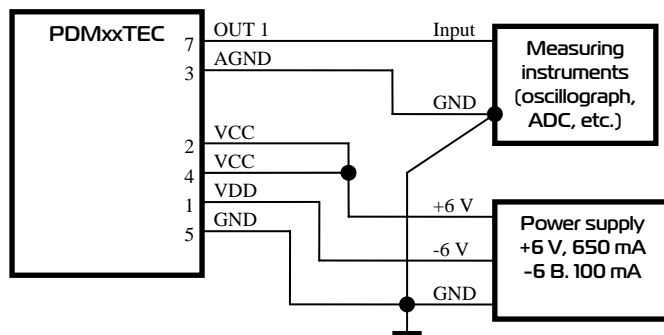 PDMxxTEC
7 OUT 1 Input
3 AGND
GND
Measuring
instruments
(oscillograph,
ADC, etc.)
2 VCC
4 VCC
1 VDD
5 GND
+6 V
-6 V
GND
Power supply
+6 V, 650 mA
-6 B. 100 mA